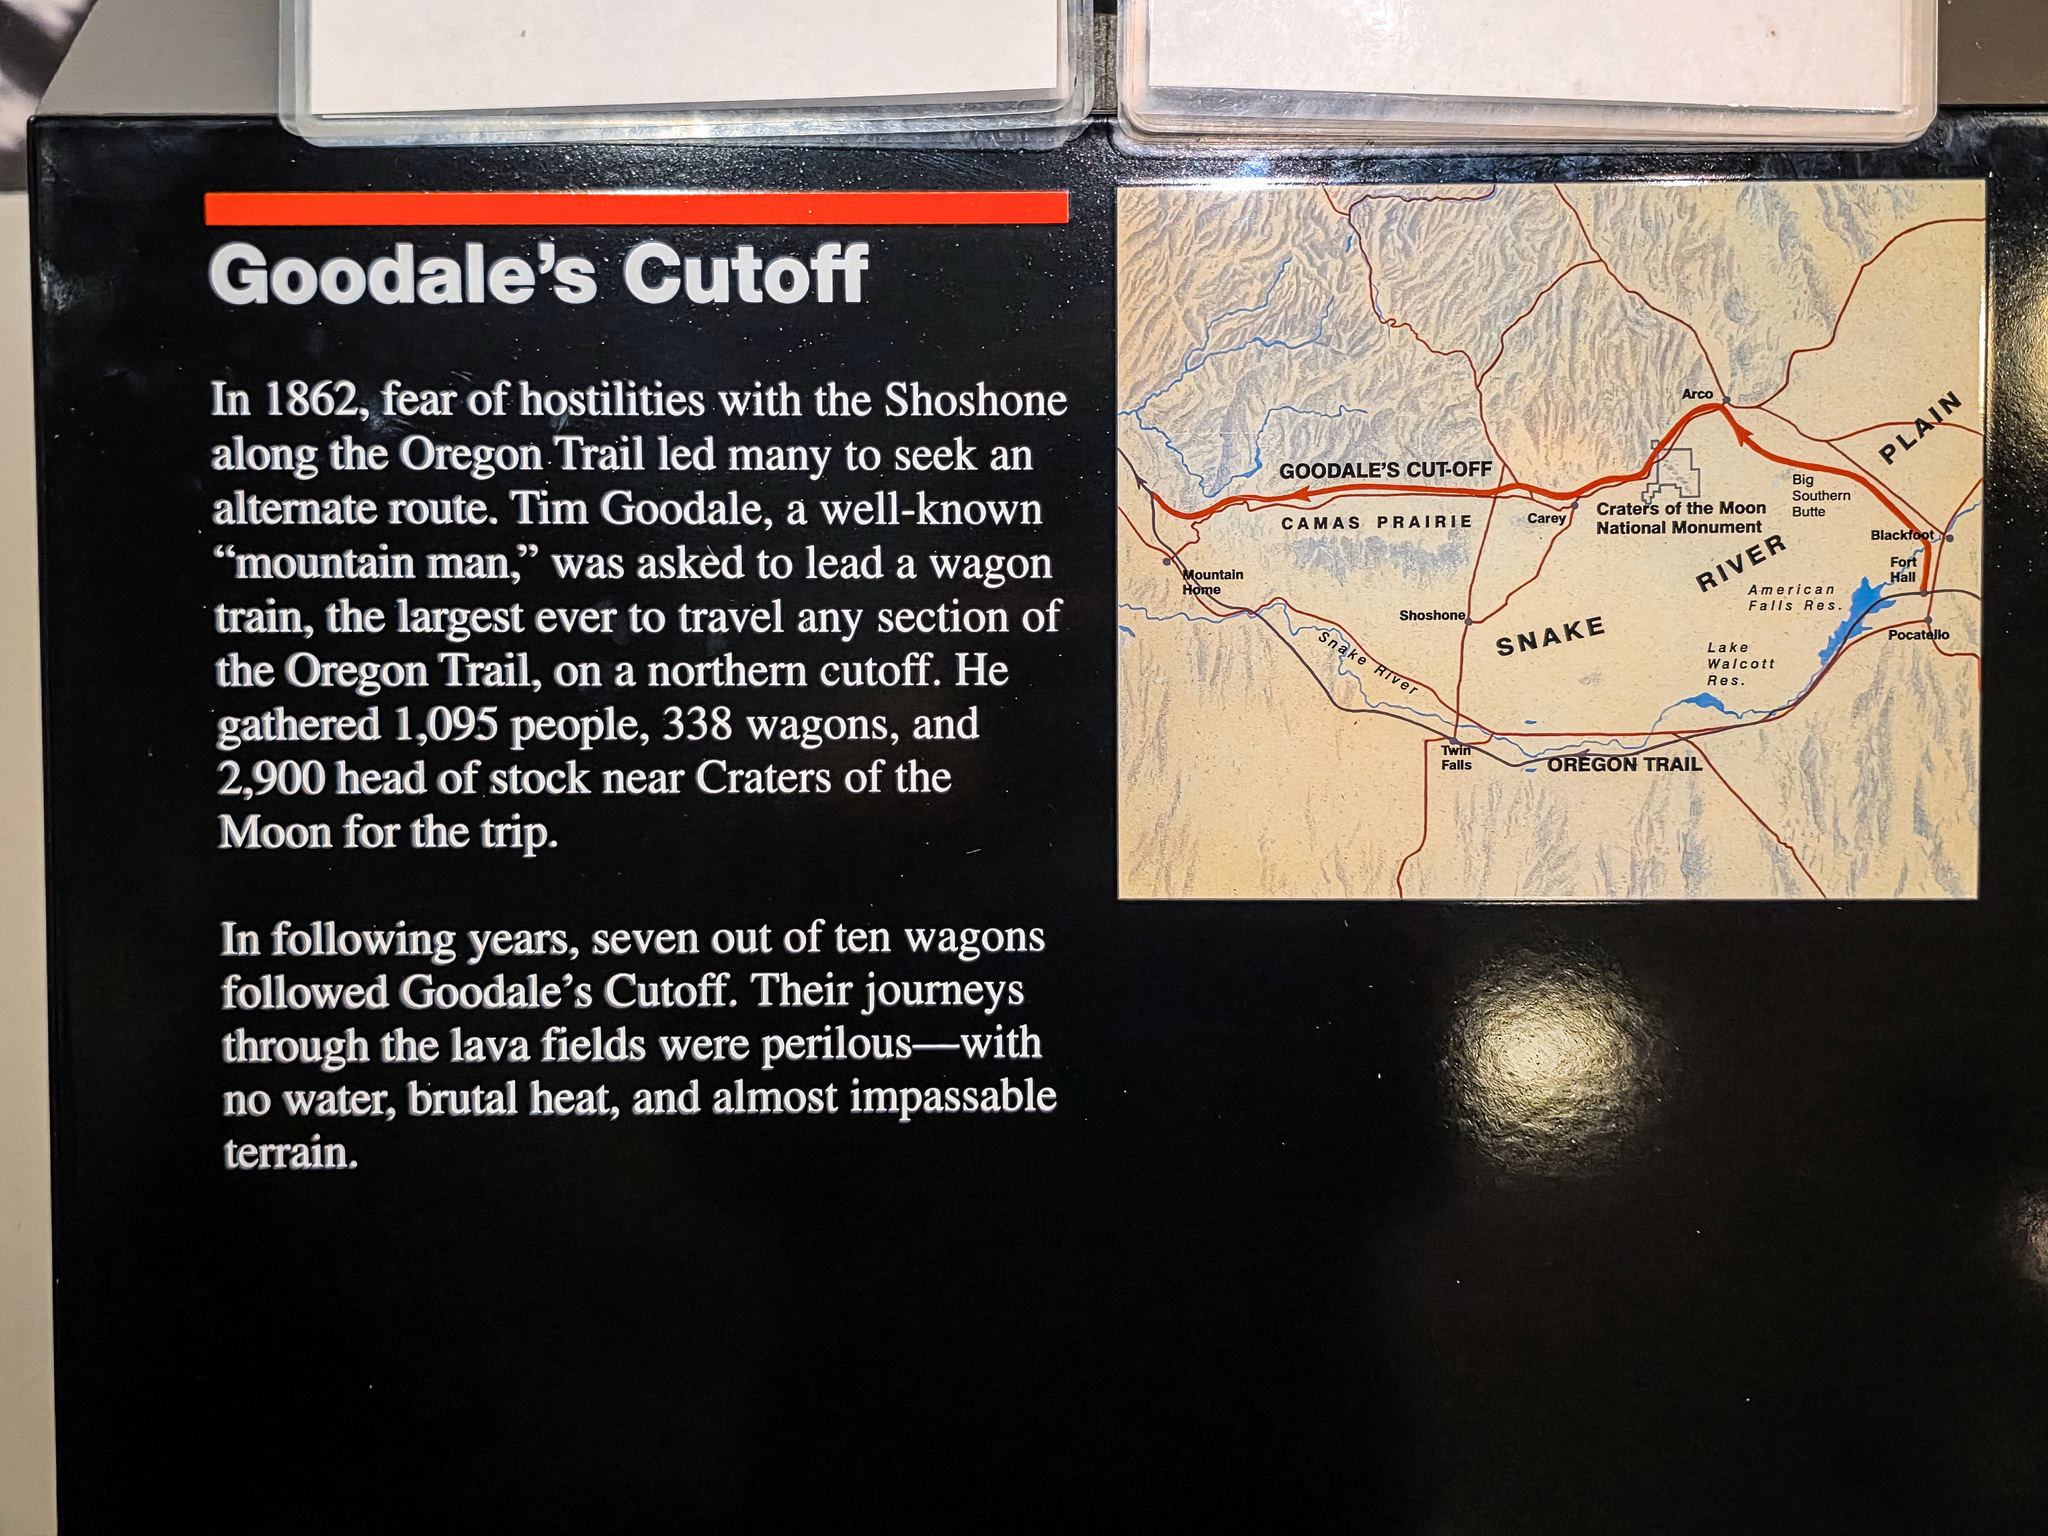 Goodale's Cutoff
In 1862, fear of hostilities with the Shoshone
along the Oregon Trail led many to seek an
alternate route. Tim Goodale, a well-known
“mountain man,” was asked to lead a wagon
train, the largest ever to travel any section of
the Oregon Trail, on a northern cutoff. He
gathered 1,095 people, 338 wagons, and
2,900 head of stock near Craters of the
Moon for the trip.
In following years, seven out of ten wagons
followed Goodale's Cutoff. Their journeys
through the lava fields were perilous—with
no water, brutal heat, and almost impassable
terrain.
Arco
PLAIN
GOODALE'S CUT-OFF
CAMAS PRAIRIE
Carey
Craters of the Moon
National Monument
Big
Southern
Butte
Blackfoot
Fort
Hall
RIVER
American
Falls Res.
Mountain
Home
Shoshone
SNAKE
Pocatello
Snake River
Lake
Walcott
Res.
Twin
Falls
OREGON TRAIL